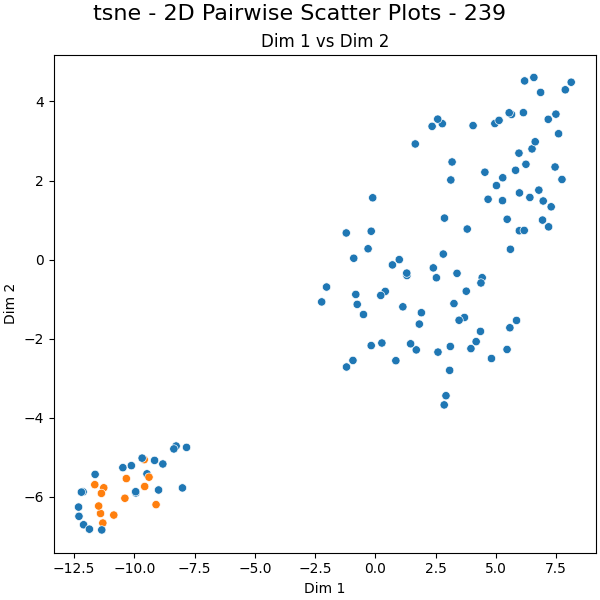 tsne - 2D Pairwise Scatter Plots - 239
Dim 1 vs Dim 2
4
2
0
−2
−4
−6
Dim 2
−12.5 −10.0 −7.5 −5.0 −2.5 0.0 2.5 5.0 7.5
Dim 1